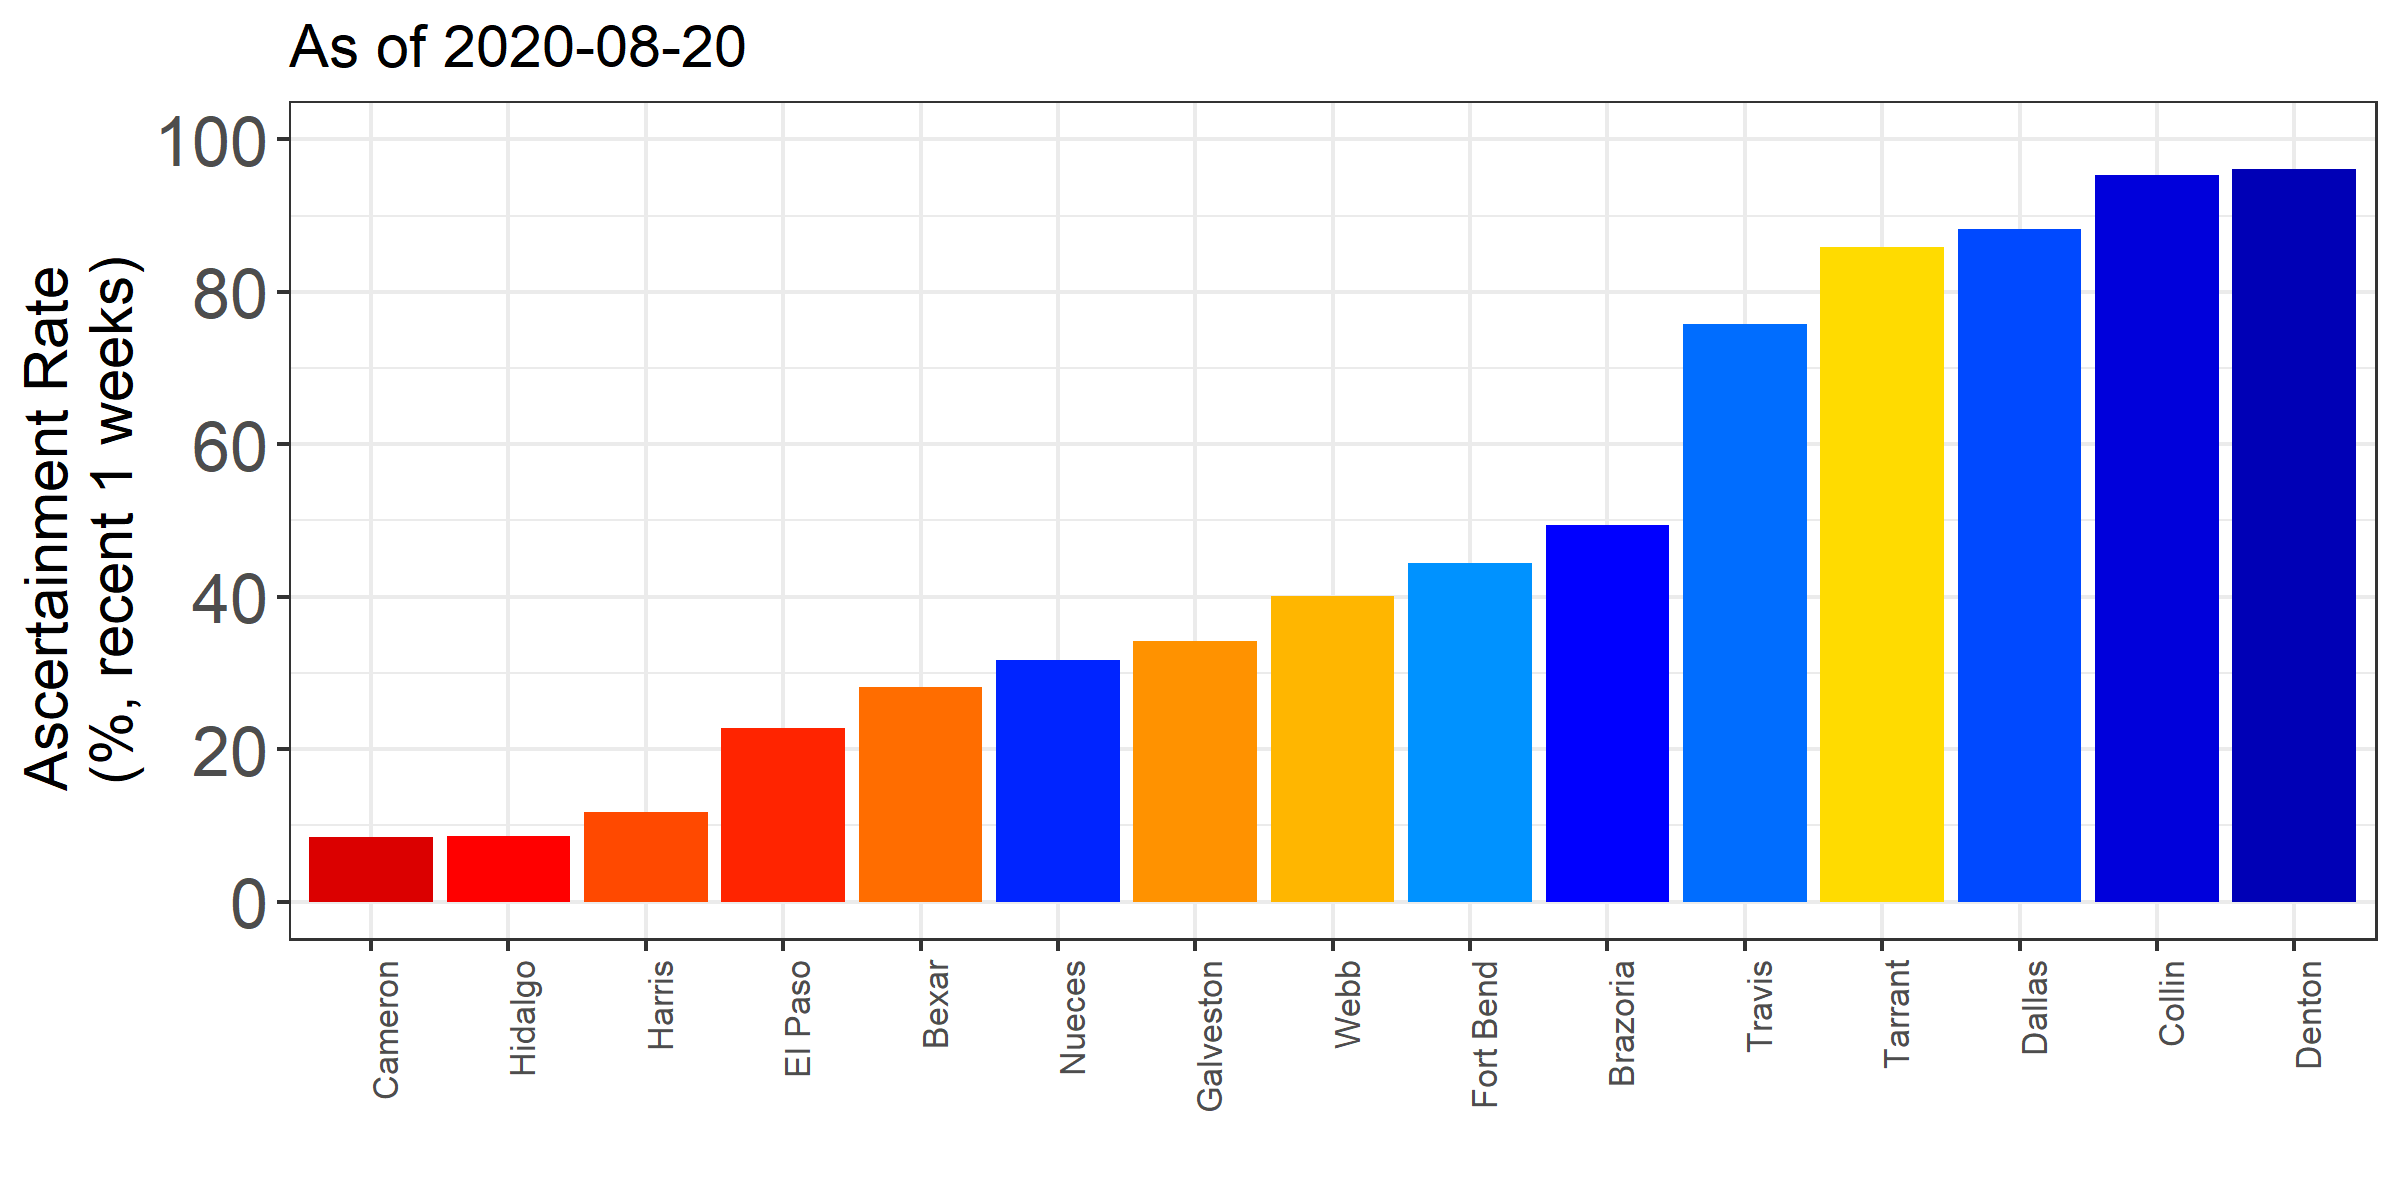 As of 2020-08-20
Ascertainment Rate
(%, recent 1 weeks)
100
80
60
40
20
0
Cameron
Hidalgo
Harris
El Paso
Bexar
Nueces
Galveston
Webb
Fort Bend
Brazoria
Travis
Tarrant
Dallas
Collin
Denton